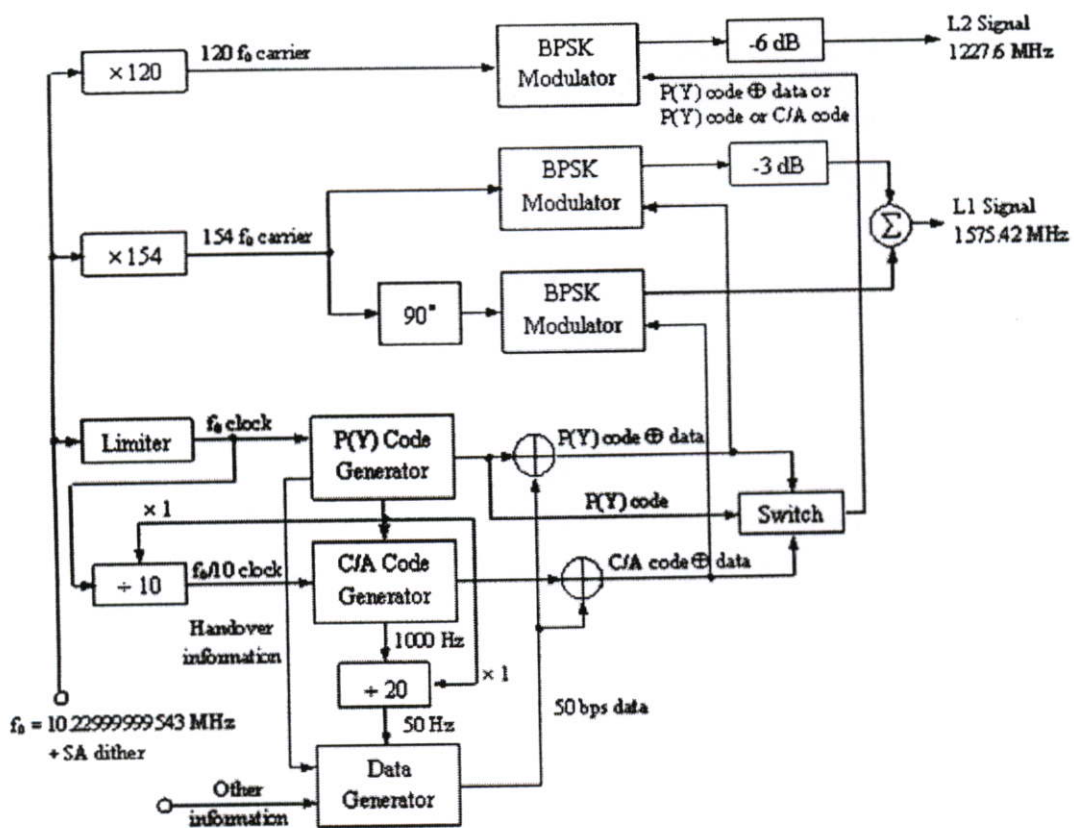 × 120
120 f₀ carrier
BPSK
Modulator
-6 dB
L2 Signal
1227.6 MHz
P(Y) code ⊕ data or
P(Y) code or C/A code
BPSK
Modulator
-3 dB
L1 Signal
1575.42 MHz
Σ
× 154
154 f₀ carrier
90°
BPSK
Modulator
Limiter
f₀ clock
P(Y) Code
Generator
P(Y) code ⊕ data
P(Y) code
Switch
× 1
÷ 10
f₀/10 clock
C/A Code
Generator
C/A code ⊕ data
Handover
information
1000 Hz
÷ 20
× 1
50 Hz
50 bps data
f₀ = 10.22999999543 MHz
+ SA dither
Data
Generator
Other
information